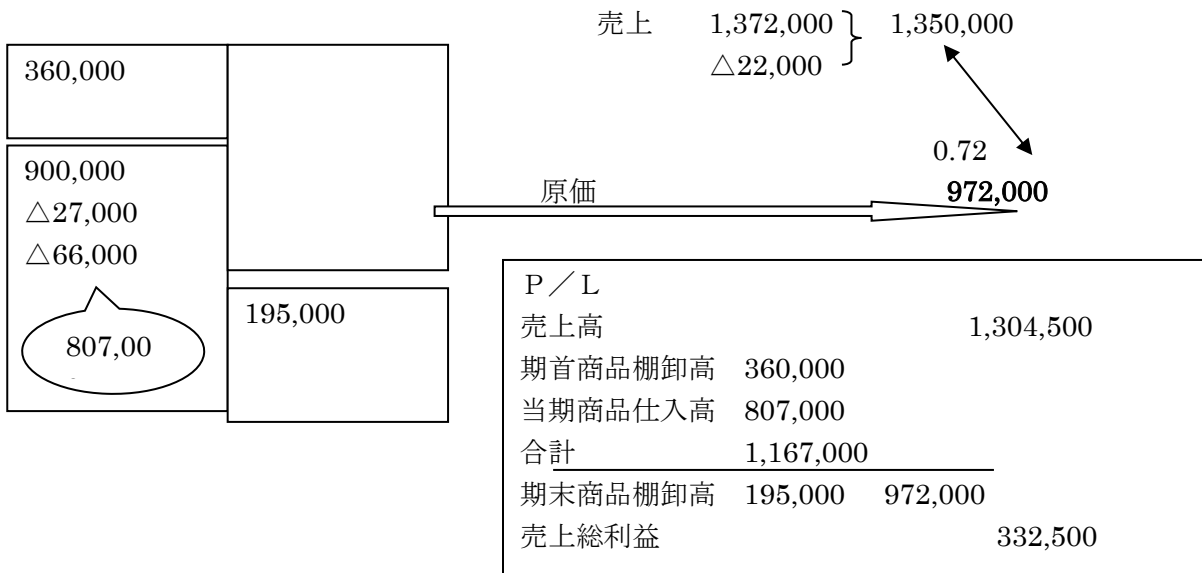 売上 1,372,000 1,350,000
△22,000
360,000
0.72
900,000
△27,000
△66,000
原価 972,000
195,000
807,00
P/L
売上高 1,304,500
期首商品棚卸高 360,000
当期商品仕入高 807,000
合計 1,167,000
期末商品棚卸高 195,000 972,000
売上総利益 332,500